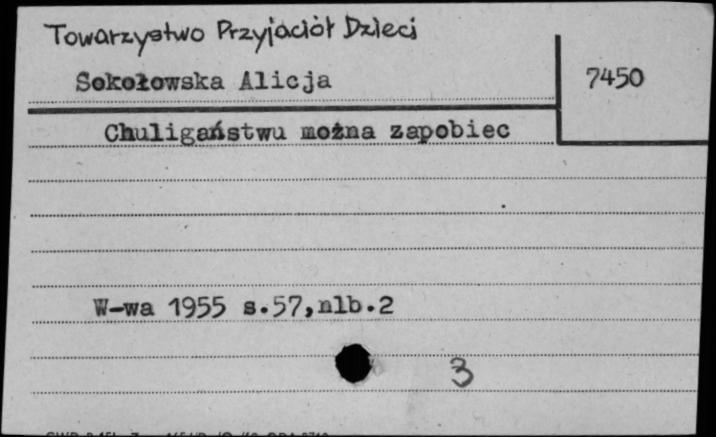 Towarzystwo Przyjaciół Dzieci
Sokołowska Alicja
7450
Chuligaństwu można zapobiec
W-wa 1955 s.57,nlb.2
3